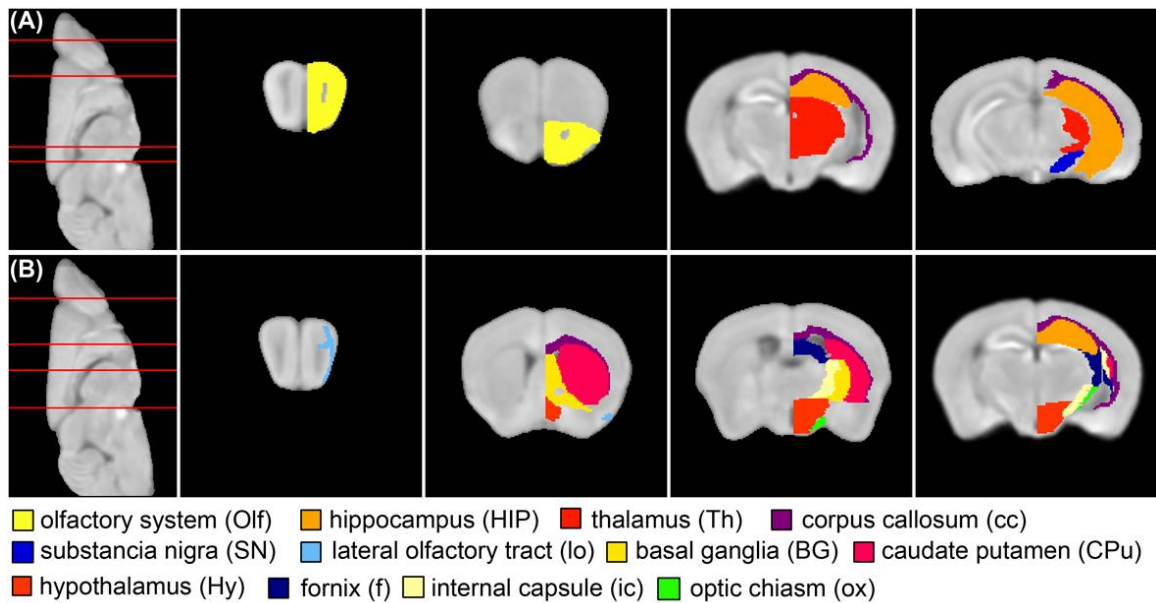 (A)
(B)
olfactory system (Olf) hippocampus (HIP) thalamus (Th) corpus callosum (cc)
substancia nigra (SN) lateral olfactory tract (lo) basal ganglia (BG) caudate putamen (CPu)
hypothalamus (Hy) fornix (f) internal capsule (ic) optic chiasm (ox)